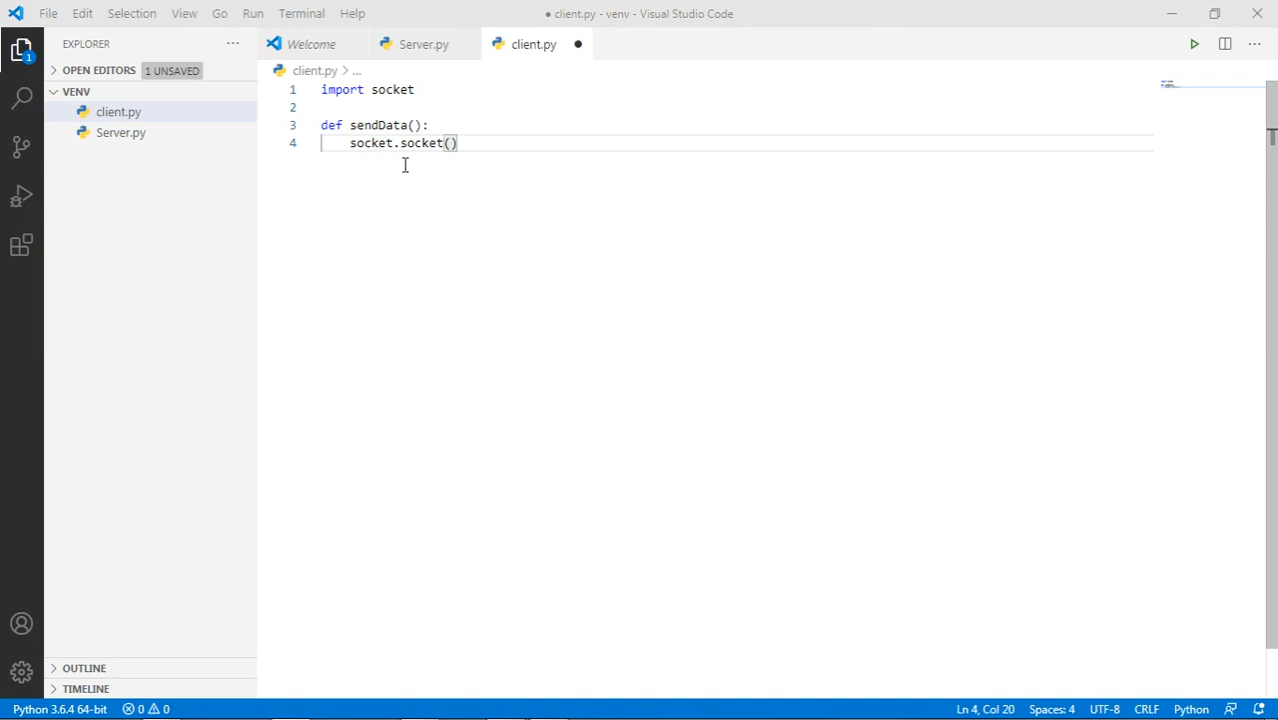 File Edit Selection View Go Run Terminal Help ● client.py - venv - Visual Studio Code
EXPLORER ...
Welcome Server.py client.py ●
OPEN EDITORS 1 UNSAVED
client.py > ...
VENV
client.py
Server.py
1 import socket
2
3 def sendData():
4 socket.socket()
1
OUTLINE
TIMELINE
Python 3.6.4 64-bit 0 0 Ln 4, Col 20 Spaces: 4 UTF-8 CRLF Python